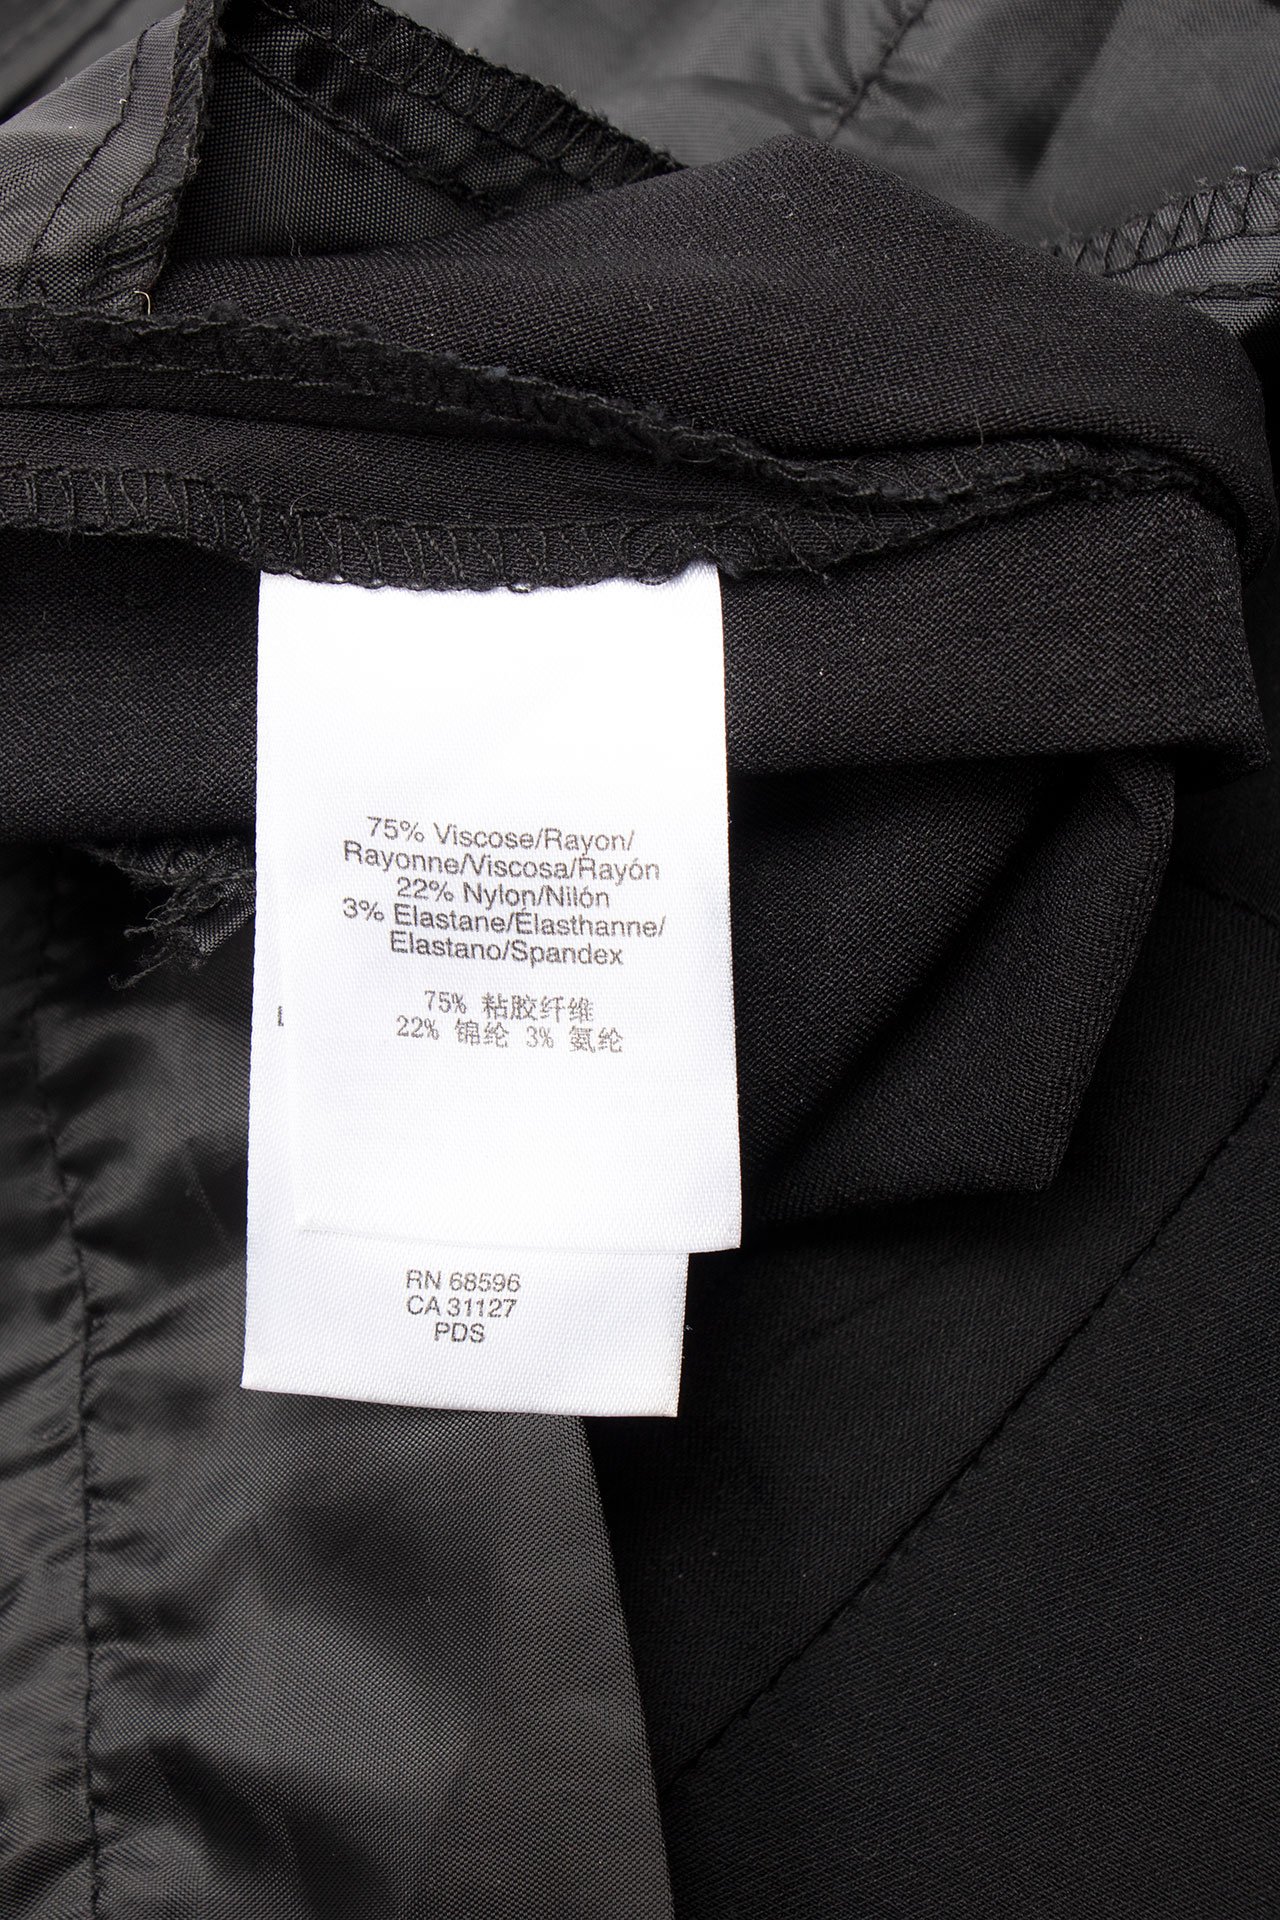 75% Viscose/Rayon/
Rayonne/Viscosa/Rayón
22% Nylon/Nilón
3% Elastane/Élasthanne/
Elastano/Spandex
75% 粘胶纤维
22% 锦纶 3% 氨纶
RN 68596
CA 31127
PDS